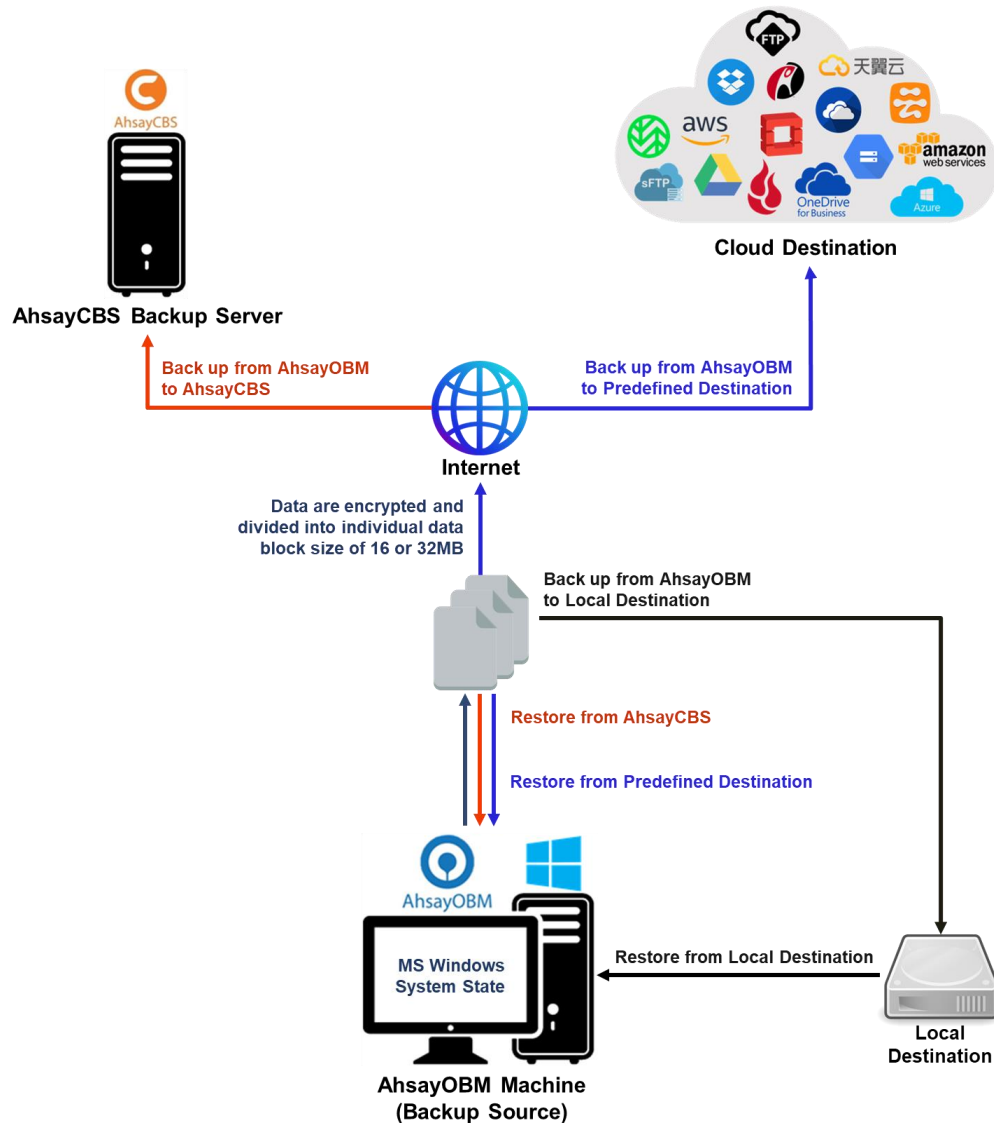 FTP
天翼云
AhsayCBS
aws
amazon
web services
sFTP
OneDrive
for Business
Azure
Cloud Destination
AhsayCBS Backup Server
Back up from AhsayOBM
to AhsayCBS
Back up from AhsayOBM
to Predefined Destination
Internet
Data are encrypted and
divided into individual data
block size of 16 or 32MB
Back up from AhsayOBM
to Local Destination
Restore from AhsayCBS
Restore from Predefined Destination
AhsayOBM
MS Windows
System State
Restore from Local Destination
Local
Destination
AhsayOBM Machine
(Backup Source)